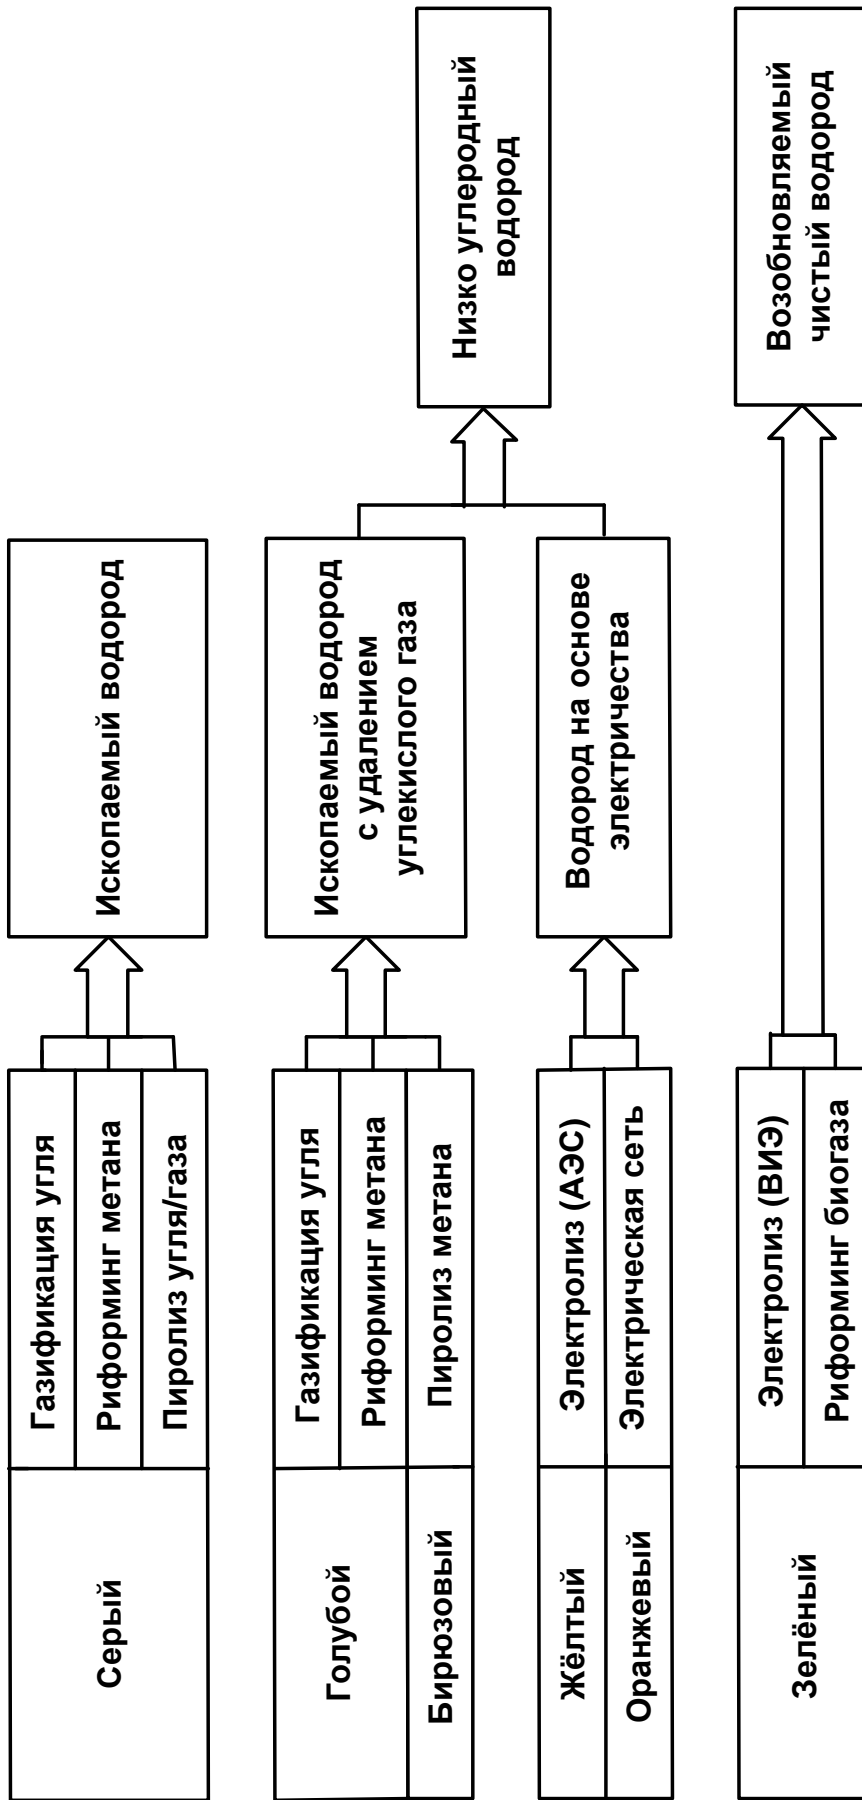 Серый
Газификация угля
Риформинг метана
Пиролиз угля/газа
Ископаемый водород
Голубой
Бирюзовый
Газификация угля
Риформинг метана
Пиролиз метана
Ископаемый водород
с удалением
углекислого газа
Жёлтый
Оранжевый
Электролиз (АЭС)
Электрическая сеть
Водород на основе
электричества
Низко углеродный
водород
Зелёный
Электролиз (ВИЭ)
Риформинг биогаза
Возобновляемый
чистый водород